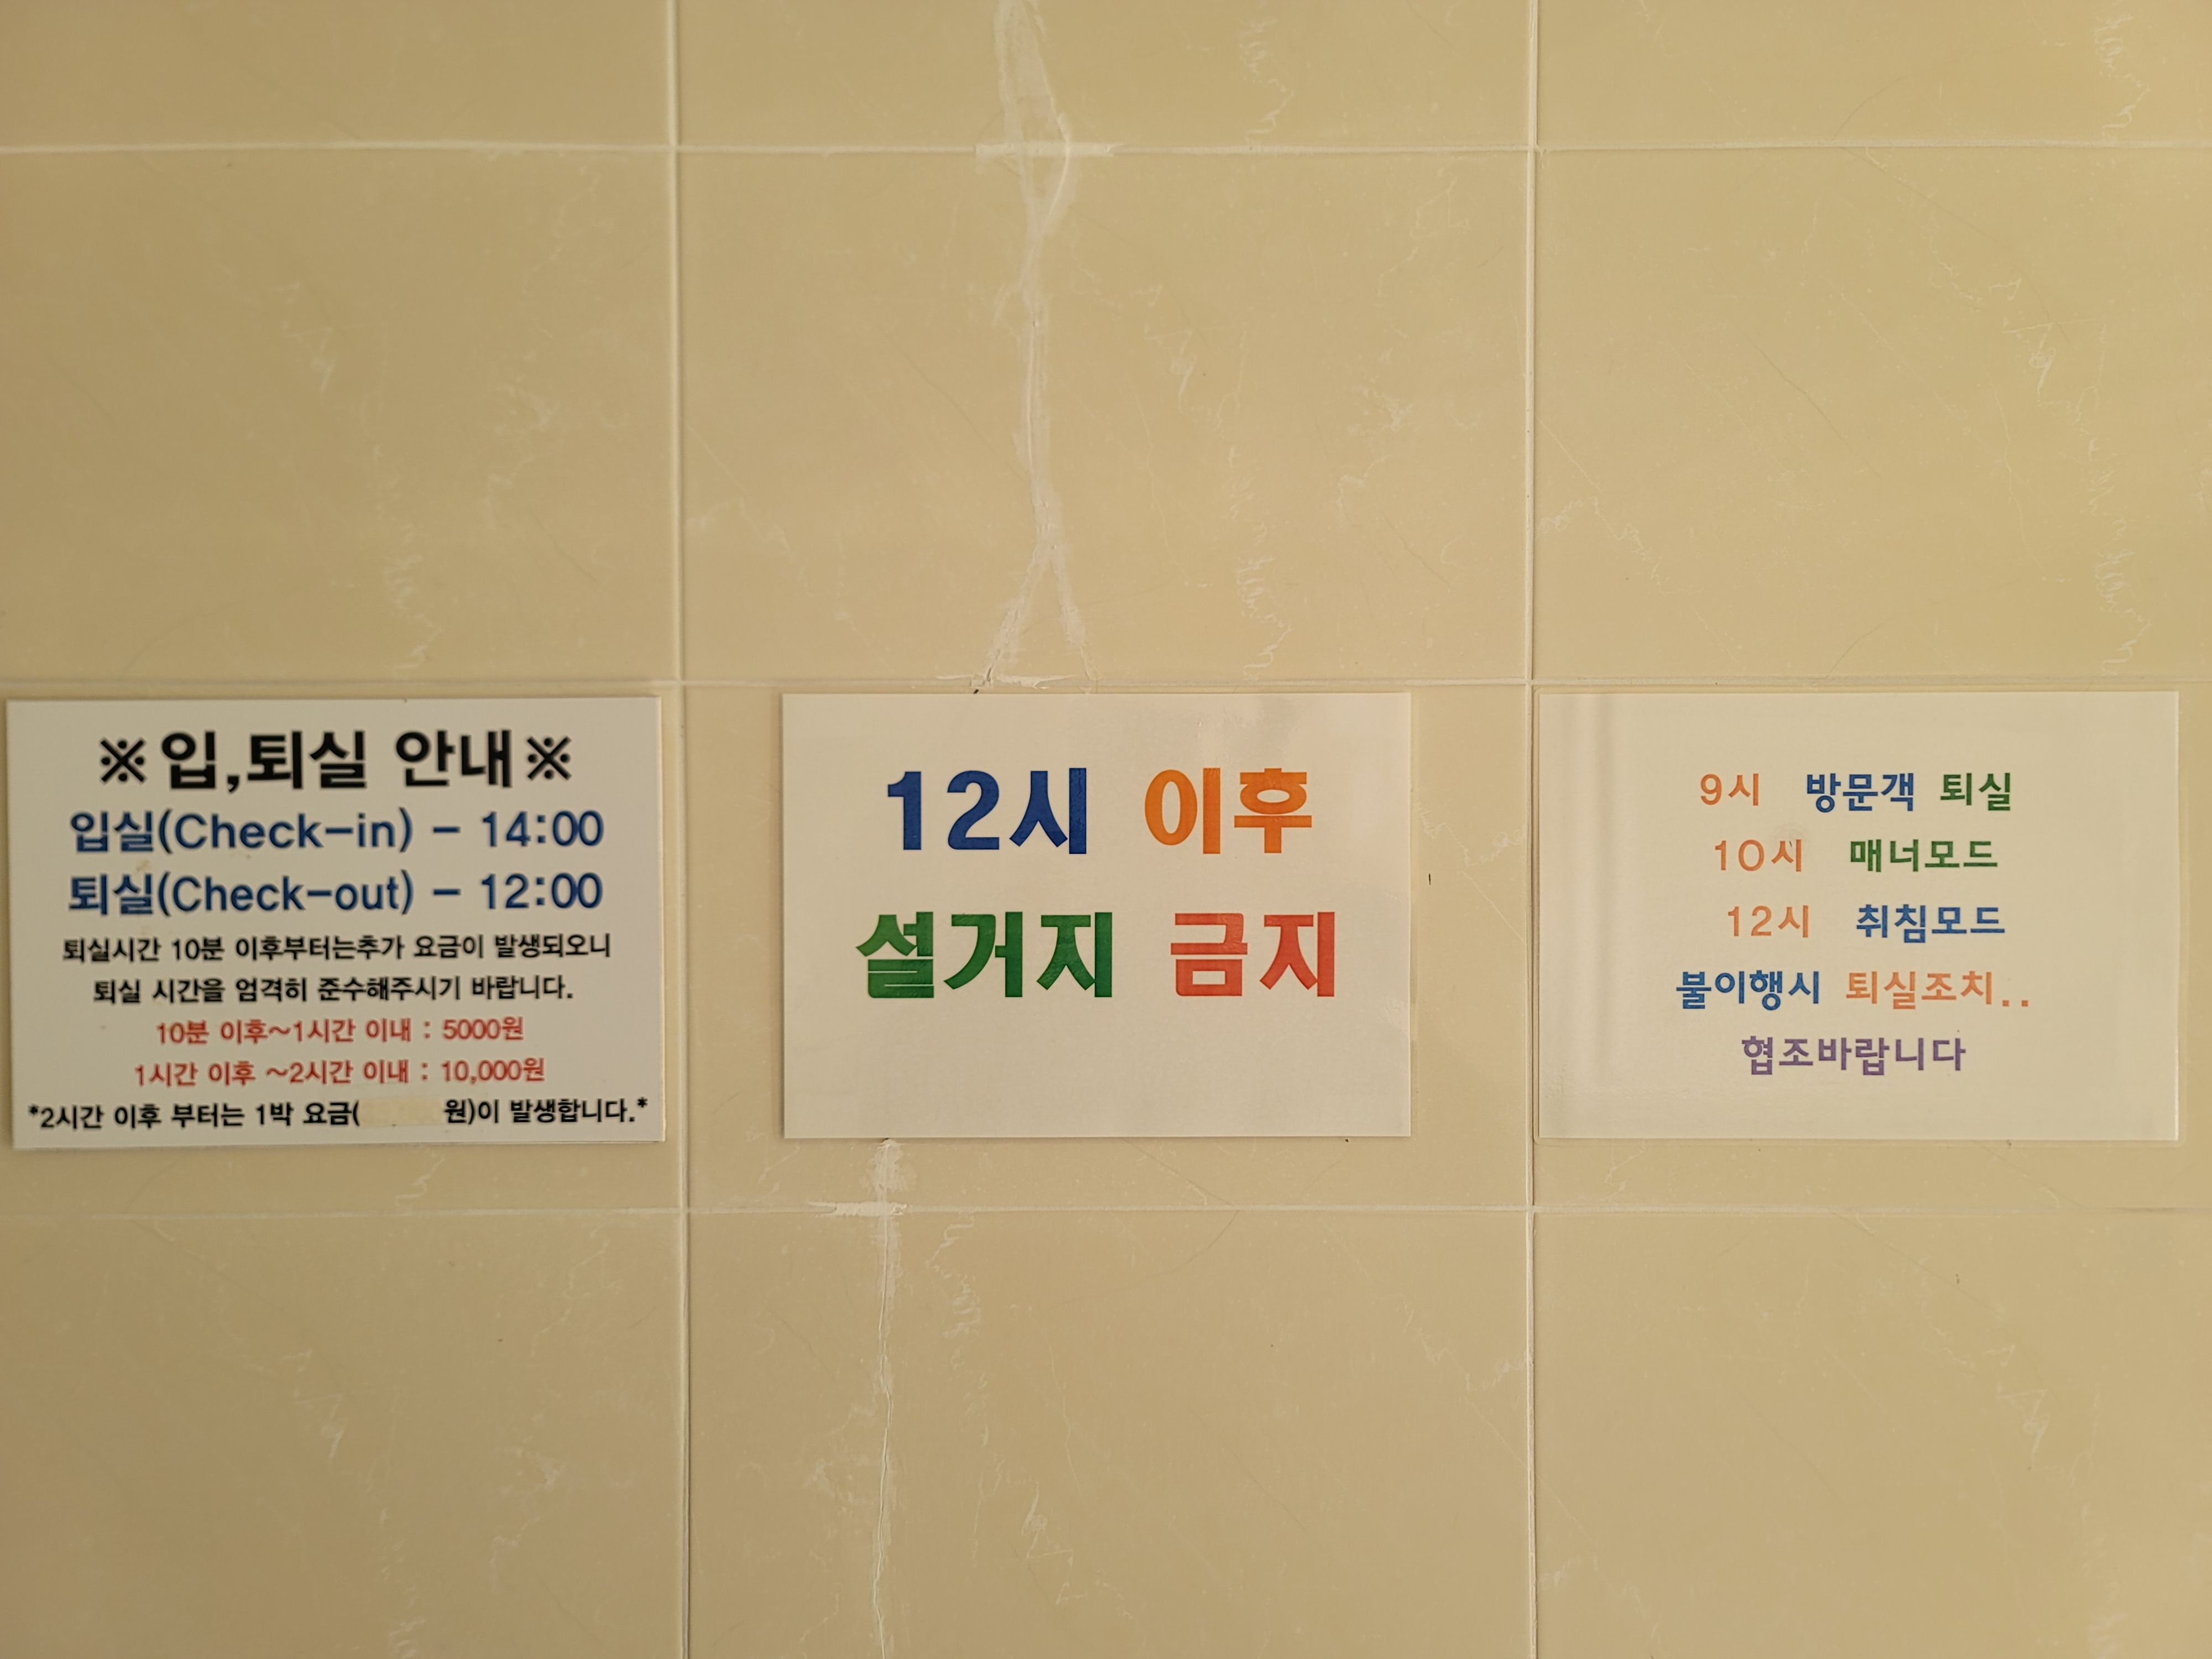 ※입,퇴실 안내※
입실(Check-in) - 14:00
퇴실(Check-out) - 12:00
퇴실시간 10분 이후부터는추가 요금이 발생되오니
퇴실 시간을 엄격히 준수해주시기 바랍니다.
10분 이후~1시간 이내 : 5000원
1시간 이후 ~2시간 이내 : 10,000원
*2시간 이후 부터는 1박 요금( 원)이 발생합니다.*
12시 이후
설거지 금지
9시 방문객 퇴실
10시 매너모드
12시 취침모드
불이행시 퇴실조치..
협조바랍니다